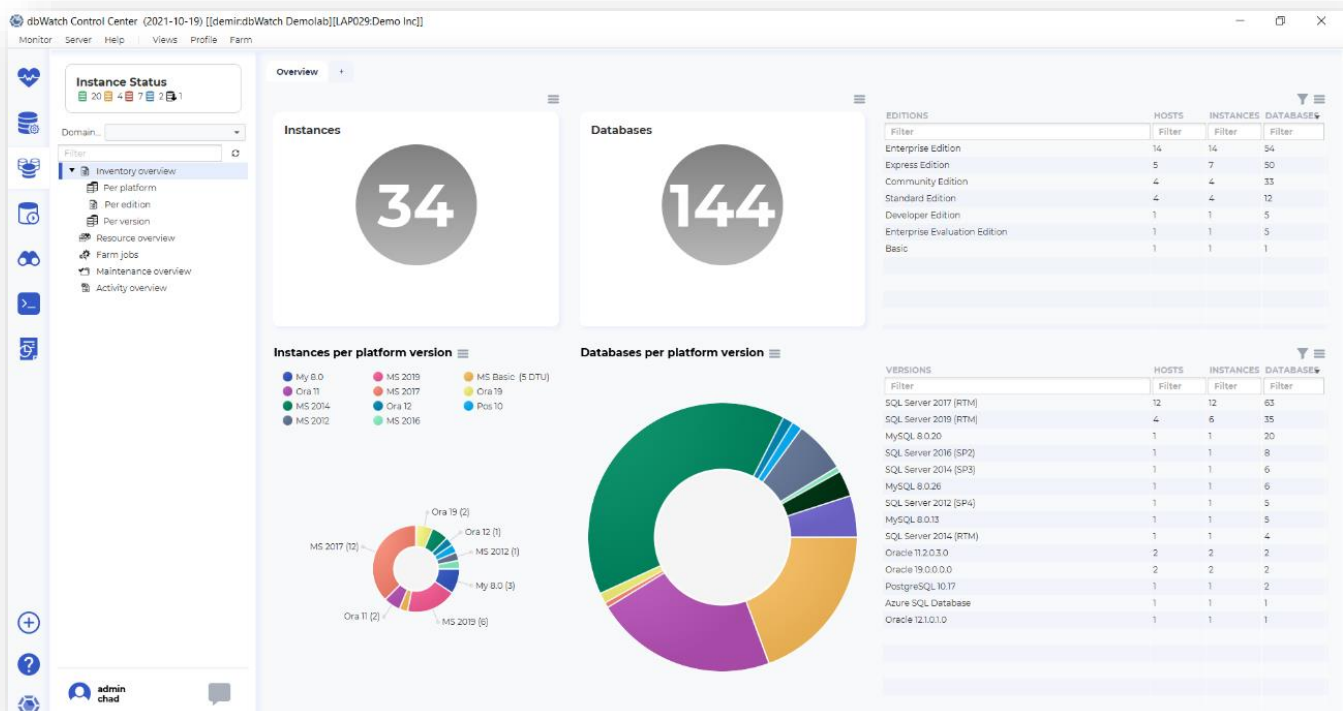 dbWatch Control Center (2021-10-19) [[demir:dbWatch Demolab][LAP029:Demo Inc]]
Monitor Server Help Views Profile Farm
Instance Status
20 4 7 2 1
Domain...
Filter
Inventory overview
Per platform
Per edition
Per version
Resource overview
Farm jobs
Maintenance overview
Activity overview
admin
chad
Overview +
Instances
34
Databases
144
EDITIONS HOSTS INSTANCES DATABASES
Filter Filter Filter Filter
Enterprise Edition 14 14 54
Express Edition 5 7 50
Community Edition 4 4 33
Standard Edition 4 4 12
Developer Edition 1 1 5
Enterprise Evaluation Edition 1 1 5
Basic 1 1 1
Instances per platform version
My 8.0 MS 2019 MS Basic (5 DTU)
Ora 11 MS 2017 Ora 19
MS 2014 Ora 12 Pos 10
MS 2012 MS 2016
Ora 19 (2)
Ora 12 (1)
MS 2017 (12)
MS 2012 (1)
My 8.0 (3)
Ora 11 (2)
MS 2019 (6)
Databases per platform version
VERSIONS HOSTS INSTANCES DATABASES
Filter Filter Filter Filter
SQL Server 2017 (RTM) 12 12 63
SQL Server 2019 (RTM) 4 6 35
MySQL 8.0.20 1 1 20
SQL Server 2016 (SP2) 1 1 8
SQL Server 2014 (SP3) 1 1 6
MySQL 8.0.26 1 1 6
SQL Server 2012 (SP4) 1 1 5
MySQL 8.0.13 1 1 5
SQL Server 2014 (RTM) 1 1 4
Oracle 11.2.0.3.0 2 2 2
Oracle 19.0.0.0.0 2 2 2
PostgreSQL 10.17 1 1 2
Azure SQL Database 1 1 1
Oracle 12.1.0.1.0 1 1 1